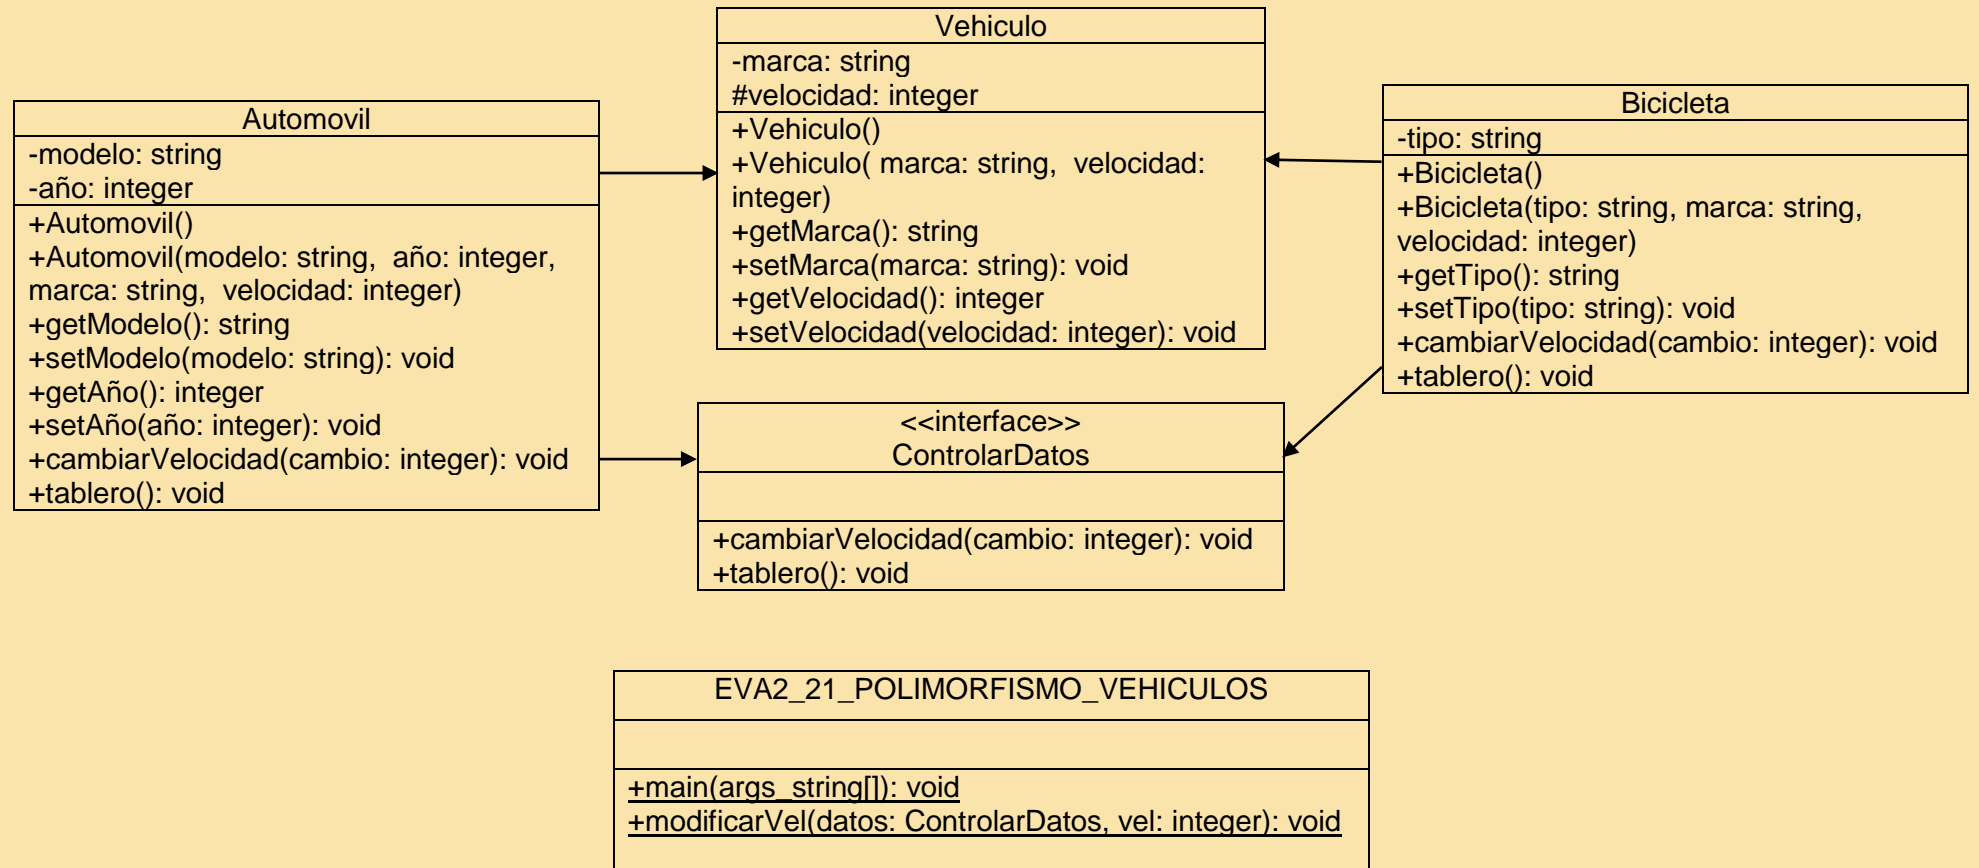 Vehiculo
-marca: string
#velocidad: integer
+Vehiculo()
+Vehiculo( marca: string, velocidad:
integer)
+getMarca(): string
+setMarca(marca: string): void
+getVelocidad(): integer
+setVelocidad(velocidad: integer): void
Automovil
-modelo: string
-año: integer
+Automovil()
+Automovil(modelo: string, año: integer,
marca: string, velocidad: integer)
+getModelo(): string
+setModelo(modelo: string): void
+getAño(): integer
+setAño(año: integer): void
+cambiarVelocidad(cambio: integer): void
+tablero(): void
Bicicleta
-tipo: string
+Bicicleta()
+Bicicleta(tipo: string, marca: string,
velocidad: integer)
+getTipo(): string
+setTipo(tipo: string): void
+cambiarVelocidad(cambio: integer): void
+tablero(): void
<<interface>>
ControlarDatos
+cambiarVelocidad(cambio: integer): void
+tablero(): void
EVA2_21_POLIMORFISMO_VEHICULOS
+main(args_string[]): void
+modificarVel(datos: ControlarDatos, vel: integer): void